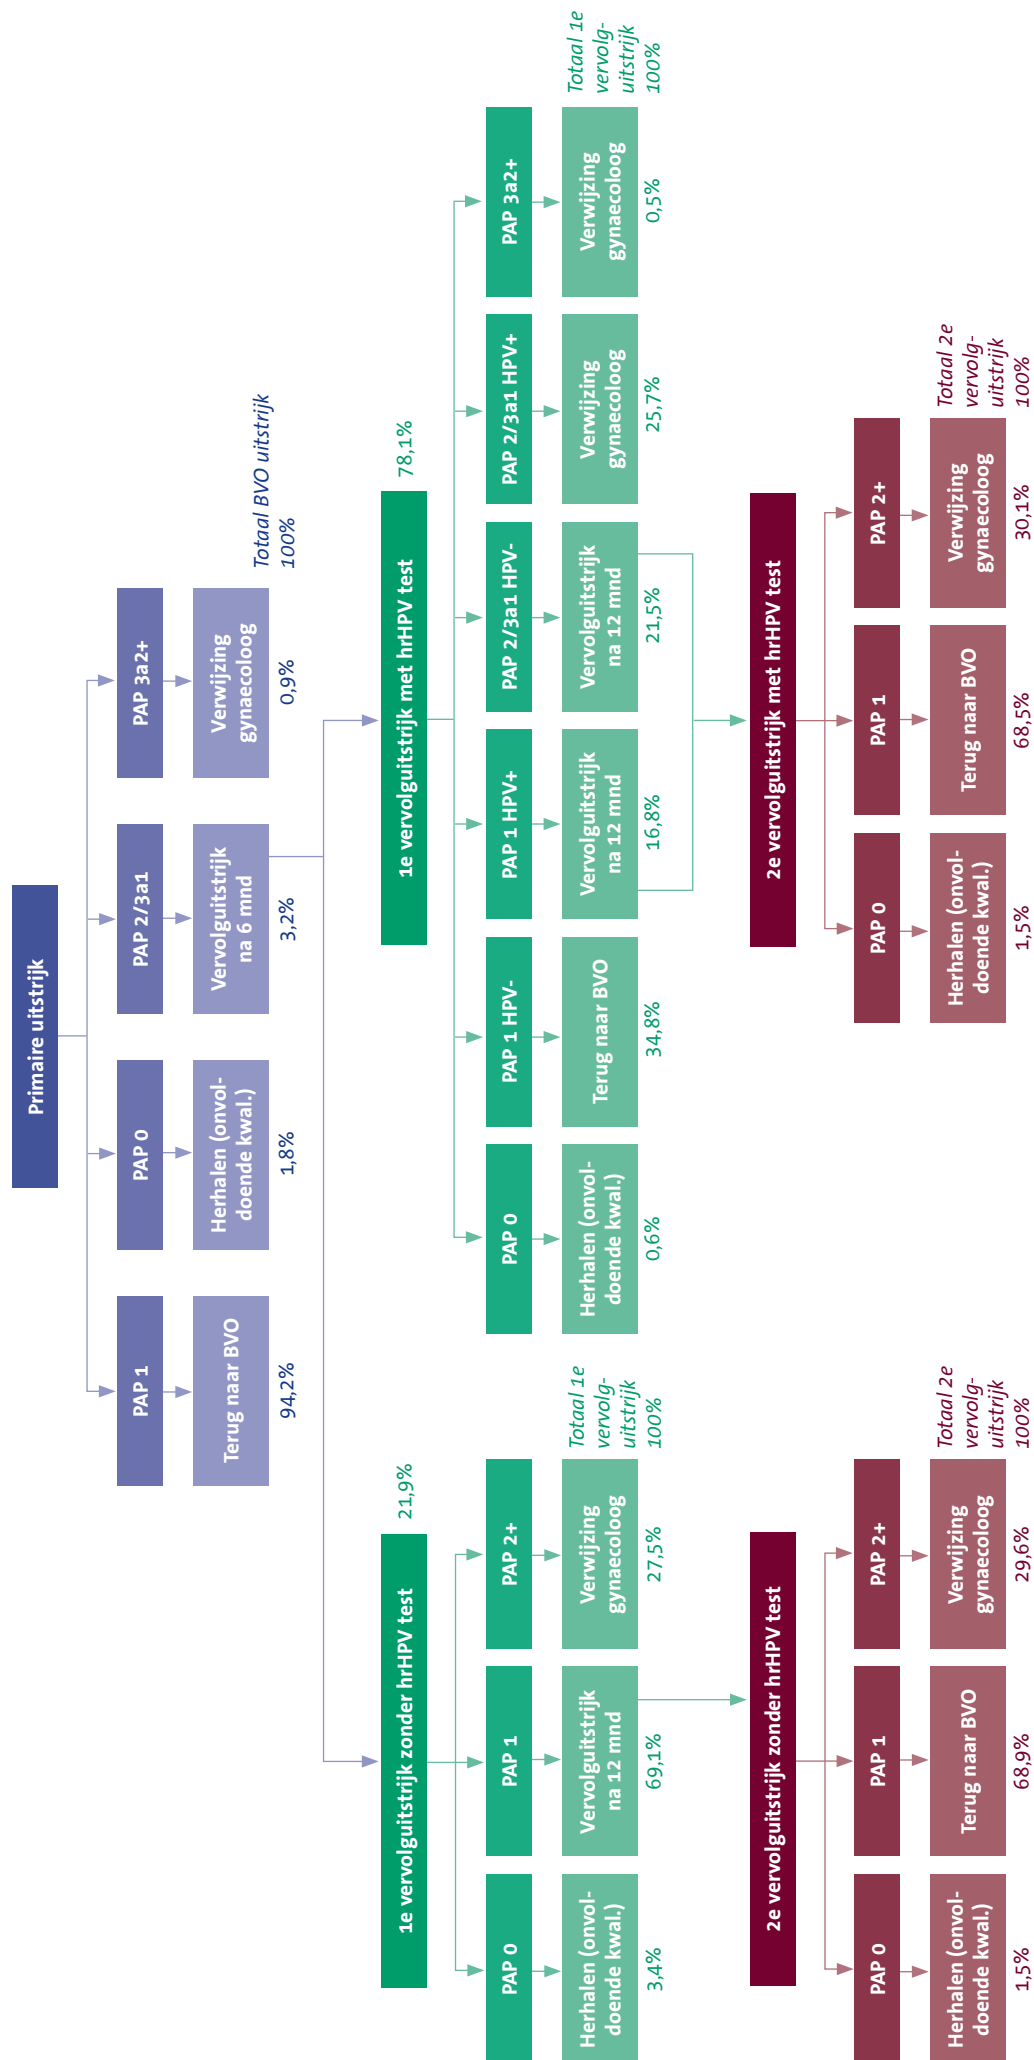 Primaire uitstrijk
PAP 1
PAP 0
PAP 2/3a1
PAP 3a2+
Terug naar BVO
Herhalen (onvol-
doende kwal.)
Vervolguitstrijk
na 6 mnd
Verwijzing
gynaecoloog
Totaal BVO uitstrijk
94,2%
1,8%
3,2%
0,9%
100%
1e vervolguitstrijk zonder hrHPV test
21,9%
1e vervolguitstrijk met hrHPV test
78,1%
PAP 0
PAP 1
PAP 2+
Herhalen (onvol-
doende kwal.)
Vervolguitstrijk
na 12 mnd
Verwijzing
gynaecoloog
Totaal 1e
vervolg-
uitstrijk
3,4%
69,1%
27,5%
100%
PAP 0
PAP 1 HPV-
PAP 1 HPV+
PAP 2/3a1 HPV-
PAP 2/3a1 HPV+
PAP 3a2+
Herhalen (onvol-
doende kwal.)
Terug naar BVO
Vervolguitstrijk
na 12 mnd
Vervolguitstrijk
na 12 mnd
Verwijzing
gynaecoloog
Verwijzing
gynaecoloog
Totaal 1e
vervolg-
uitstrijk
0,6%
34,8%
16,8%
21,5%
25,7%
0,5%
100%
2e vervolguitstrijk zonder hrHPV test
PAP 0
PAP 1
PAP 2+
Herhalen (onvol-
doende kwal.)
Terug naar BVO
Verwijzing
gynaecoloog
Totaal 2e
vervolg-
uitstrijk
1,5%
68,9%
29,6%
100%
2e vervolguitstrijk met hrHPV test
PAP 0
PAP 1
PAP 2+
Herhalen (onvol-
doende kwal.)
Terug naar BVO
Verwijzing
gynaecoloog
Totaal 2e
vervolg-
uitstrijk
1,5%
68,5%
30,1%
100%